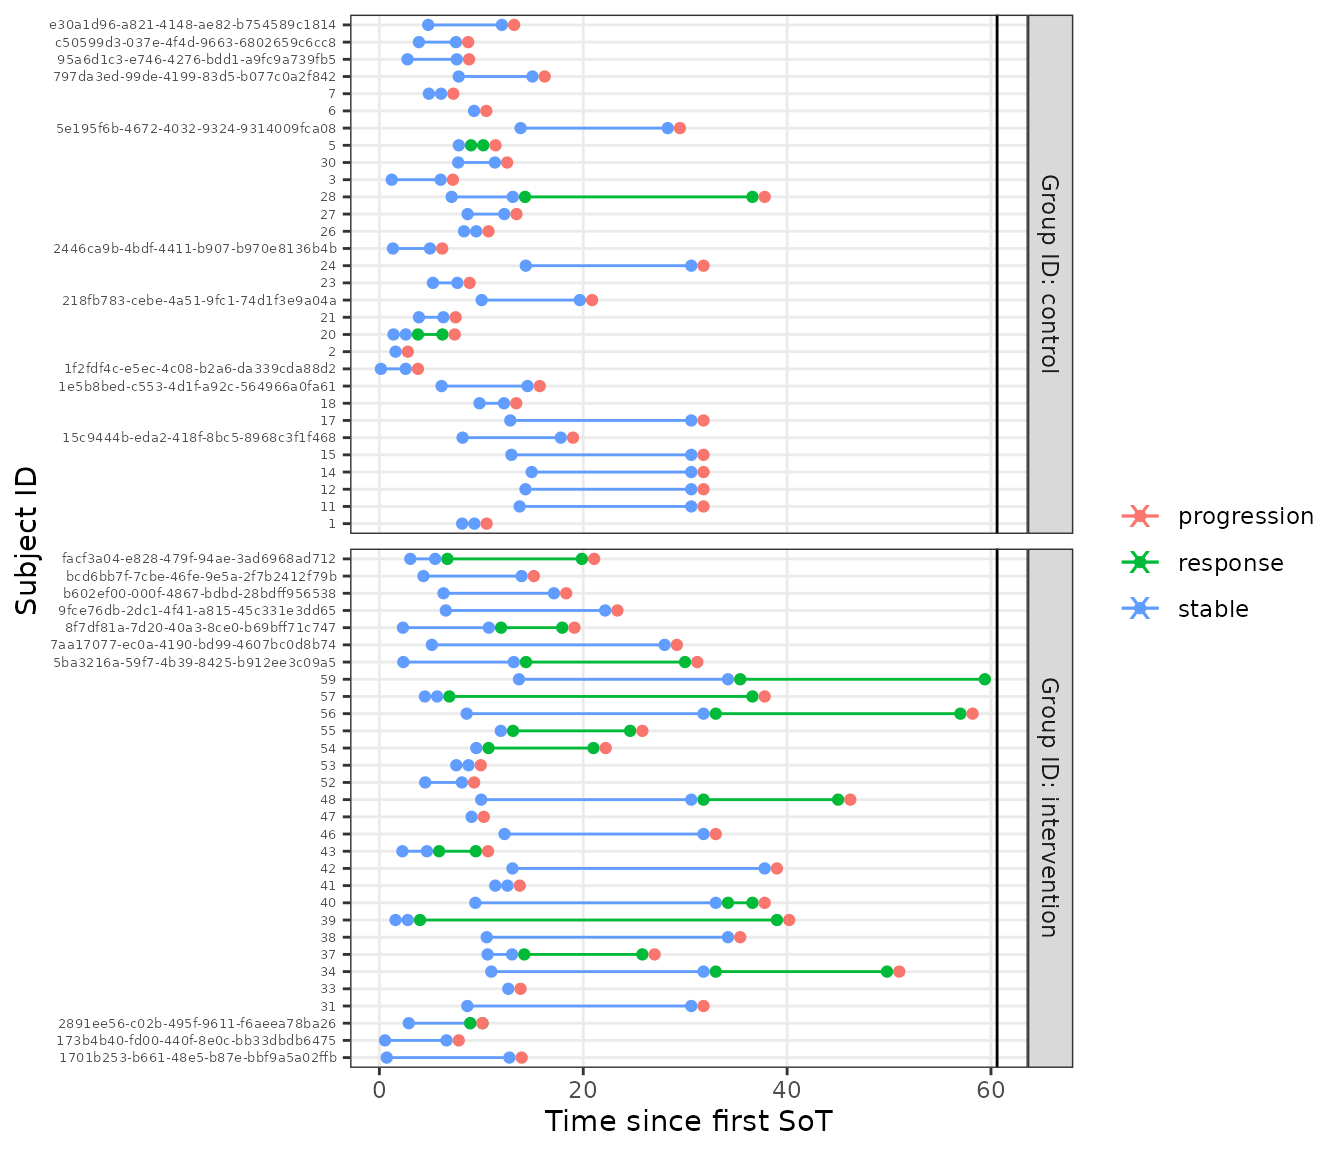 Subject ID
e30a1d96-a821-4148-ae82-b754589c1814
c50599d3-037e-4f4d-9663-6802659c6cc8
95a6d1c3-e746-4276-bdd1-a9fc9a739fb5
797da3ed-99de-4199-83d5-b077c0a2f842
7
6
5e195f6b-4672-4032-9324-9314009fca08
5
30
3
28
27
26
2446ca9b-4bdf-4411-b907-b970e8136b4b
24
23
218fb783-cebe-4a51-9fc1-74d1f3e9a04a
21
20
2
1f2fdf4c-e5ec-4c08-b2a6-da339cda88d2
1e5b8bed-c553-4d1f-a92c-564966a0fa61
18
17
15c9444b-eda2-418f-8bc5-8968c3f1f468
15
14
12
11
1
Group ID: control
facf3a04-e828-479f-94ae-3ad6968ad712
bcd6bb7f-7cbe-46fe-9e5a-2f7b2412f79b
b602ef00-000f-4867-bdbd-28bdff956538
9fce76db-2dc1-4f41-a815-45c331e3dd65
8f7df81a-7d20-40a3-8ce0-b69bff71c747
7aa17077-ec0a-4190-bd99-4607bc0d8b74
5ba3216a-59f7-4b39-8425-b912ee3c09a5
59
57
56
55
54
53
52
48
47
46
43
42
41
40
39
38
37
34
33
31
2891ee56-c02b-495f-9611-f6aeea78ba26
173b4b40-fd00-440f-8e0c-bb33dbdb6475
1701b253-b661-48e5-b87e-bbf9a5a02ffb
Group ID: intervention
0 20 40 60
Time since first SoT
progression
response
stable